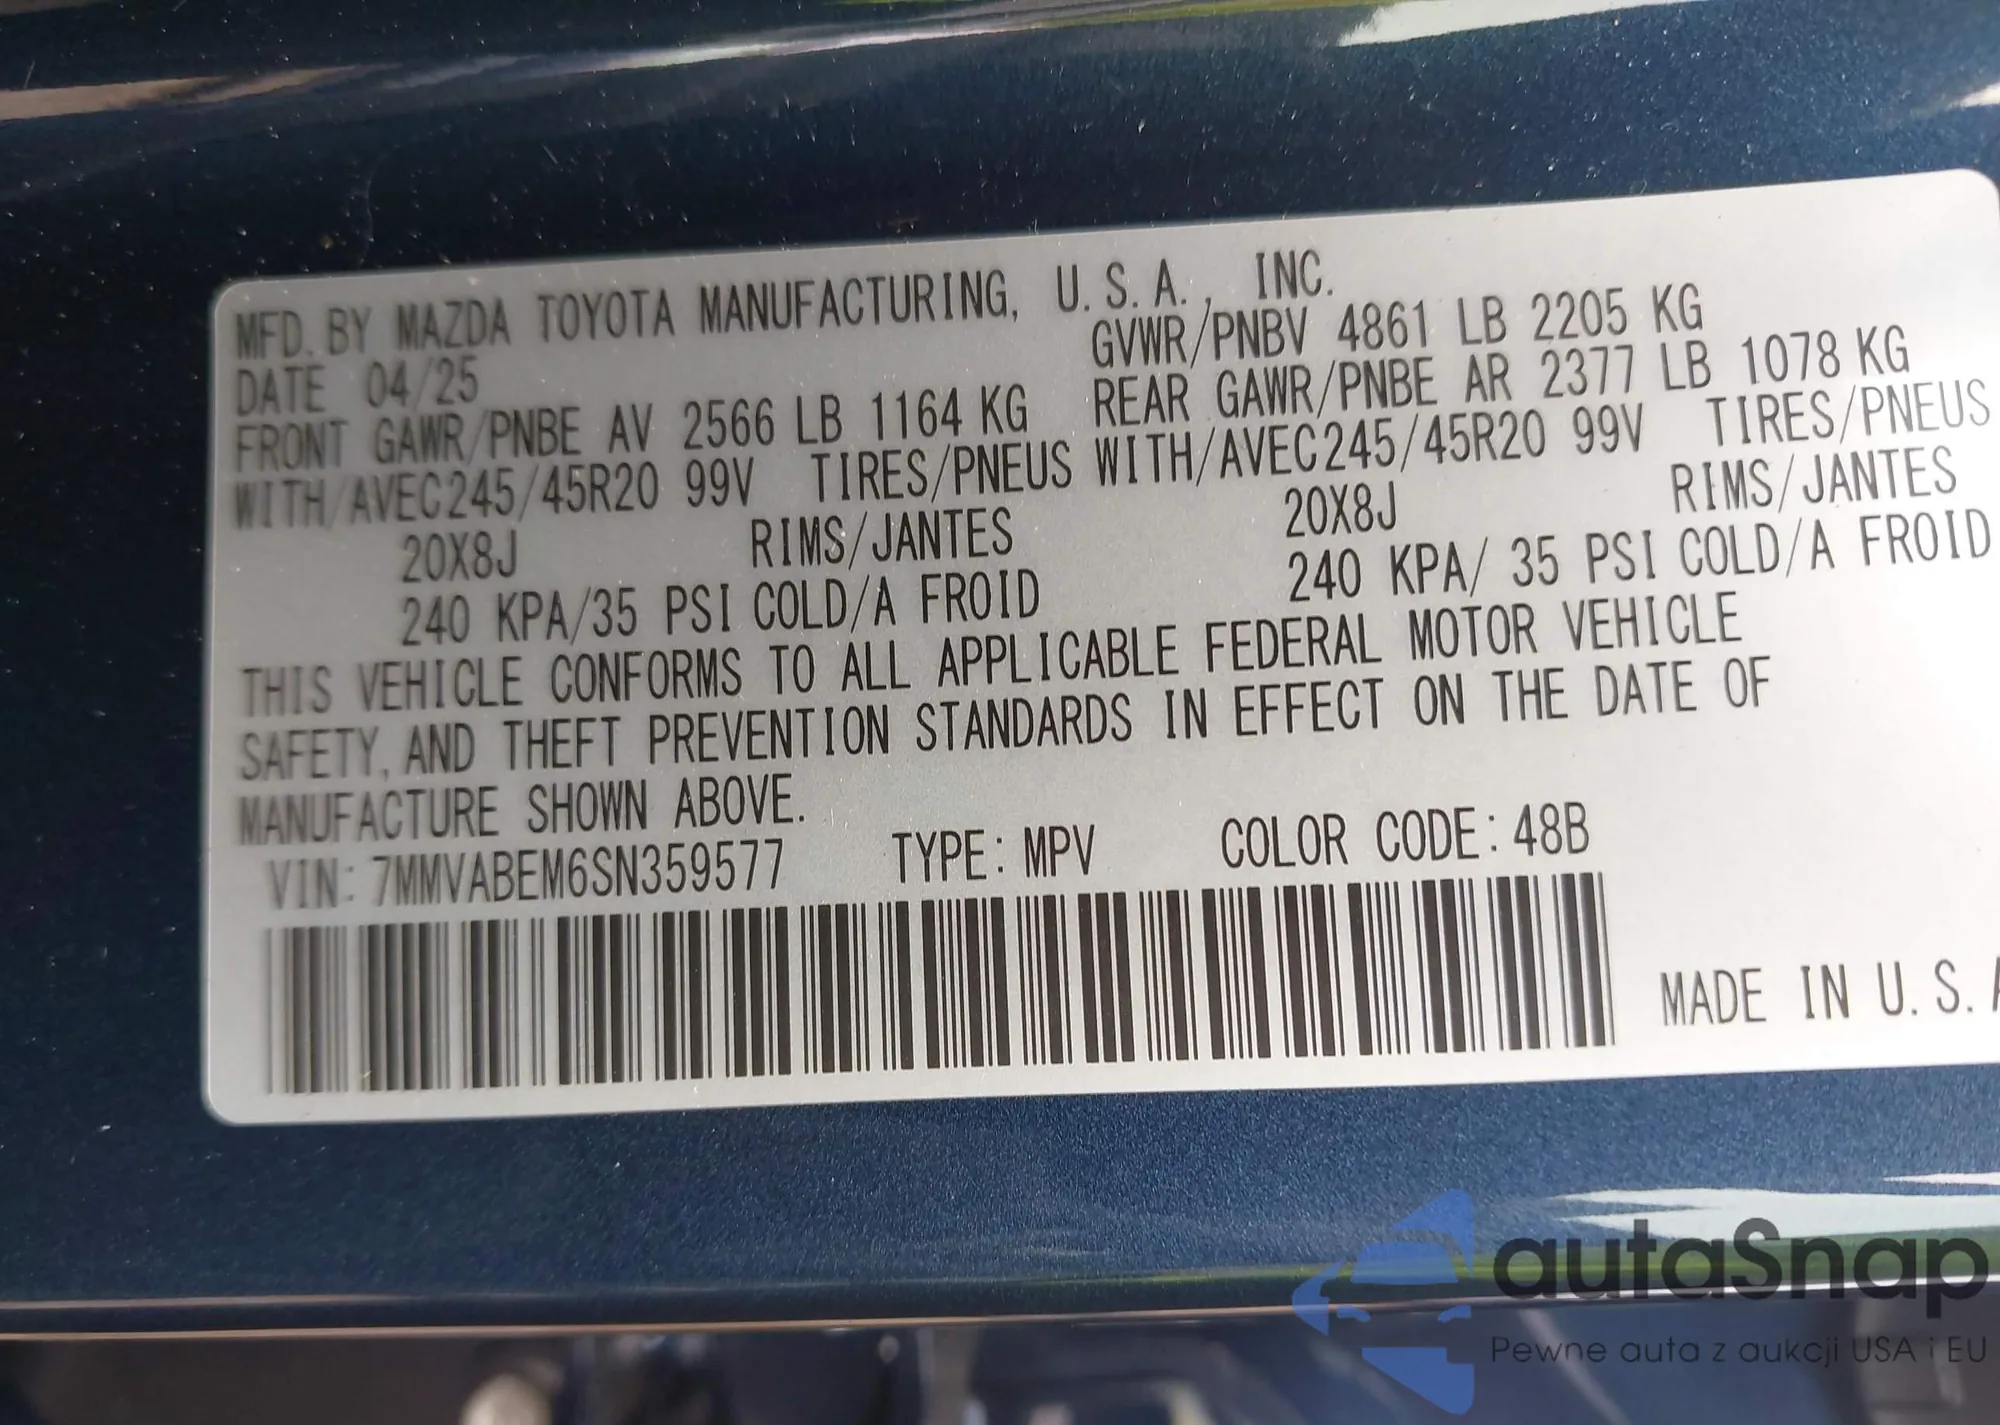 MFD. BY MAZDA TOYOTA MANUFACTURING, U.S.A., INC.
DATE 04/25 GVWR/PNBV 4861 LB 2205 KG
FRONT GAWR/PNBE AV 2566 LB 1164 KG REAR GAWR/PNBE AR 2377 LB 1078 KG
WITH/AVEC245/45R20 99V TIRES/PNEUS WITH/AVEC245/45R20 99V TIRES/PNEUS
20X8J RIMS/JANTES 20X8J RIMS/JANTES
240 KPA/35 PSI COLD/A FROID 240 KPA/ 35 PSI COLD/A FROID
THIS VEHICLE CONFORMS TO ALL APPLICABLE FEDERAL MOTOR VEHICLE
SAFETY, AND THEFT PREVENTION STANDARDS IN EFFECT ON THE DATE OF
MANUFACTURE SHOWN ABOVE.
VIN: 7MMVABEM6SN359577 TYPE: MPV COLOR CODE: 48B
MADE IN U.S.A
autaSnap
Pewne auta z aukcji USA i EU